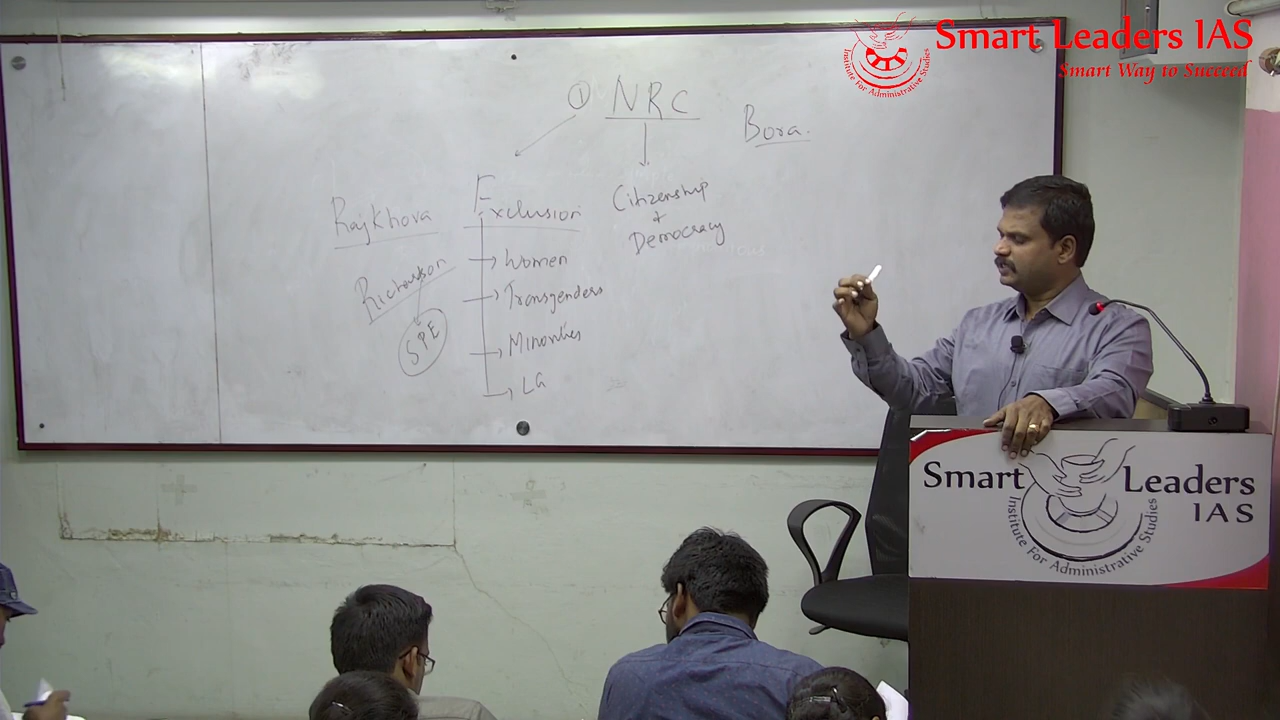 Smart Leaders IAS
Smart Way to Succeed
Institute For Administrative Studies
① NRC
Bora.
Rajkhova
Exclusion
Citizenship
+
Democracy
Richardson
SPE
→ Women
→ Transgenders
→ Minorities
→ LG
Smart Leaders
IAS
Institute For Administrative Studies